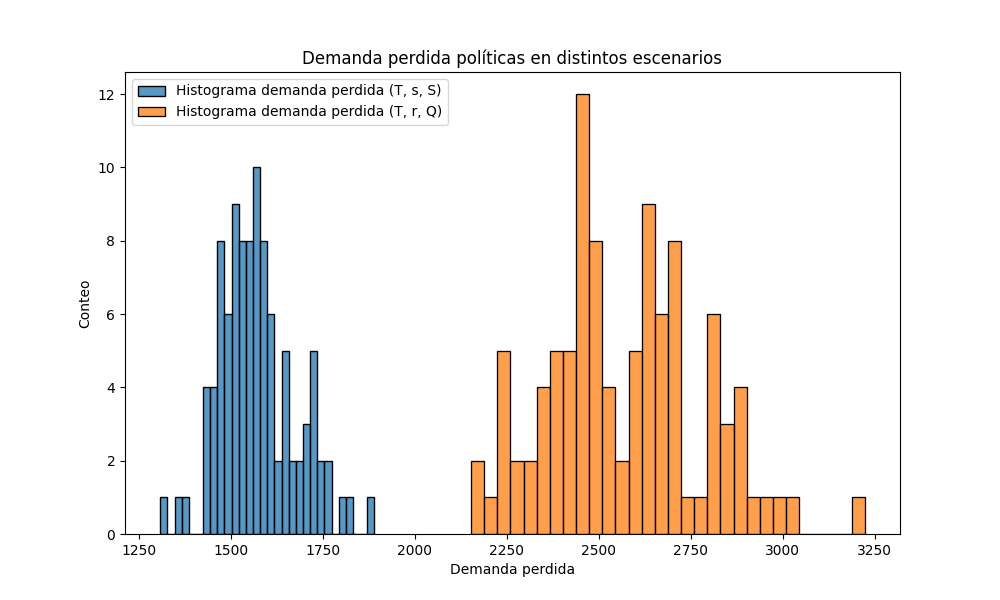 Demanda perdida políticas en distintos escenarios
Histograma demanda perdida (T, s, S)
Histograma demanda perdida (T, r, Q)
Conteo
12
10
8
6
4
2
0
1250 1500 1750 2000 2250 2500 2750 3000 3250
Demanda perdida